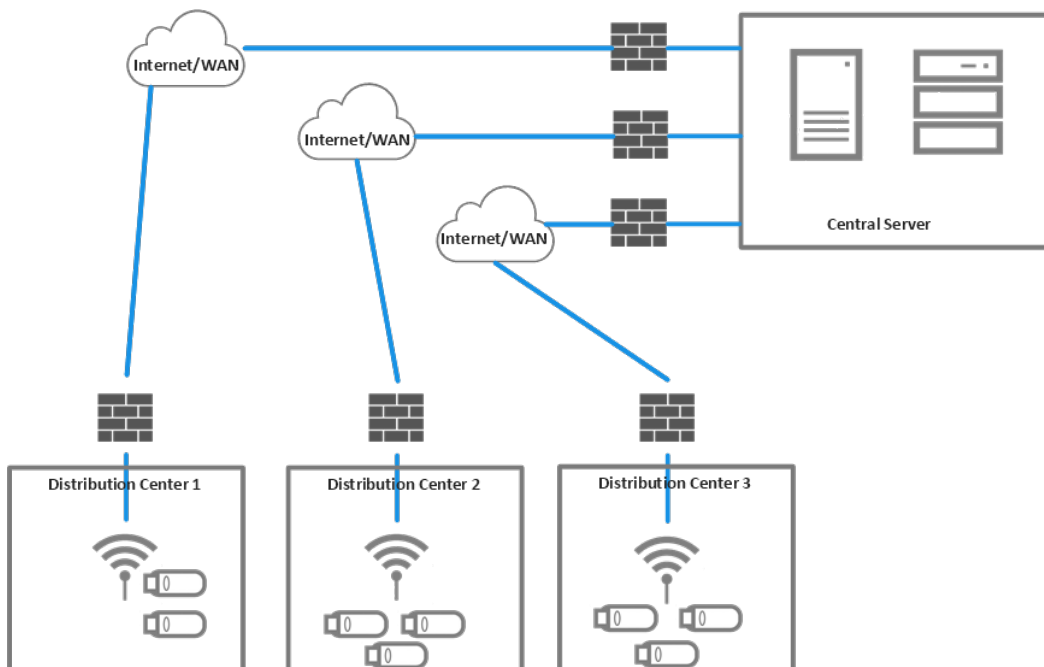 Internet/WAN
Internet/WAN
Internet/WAN
Central Server
Distribution Center 1
Distribution Center 2
Distribution Center 3